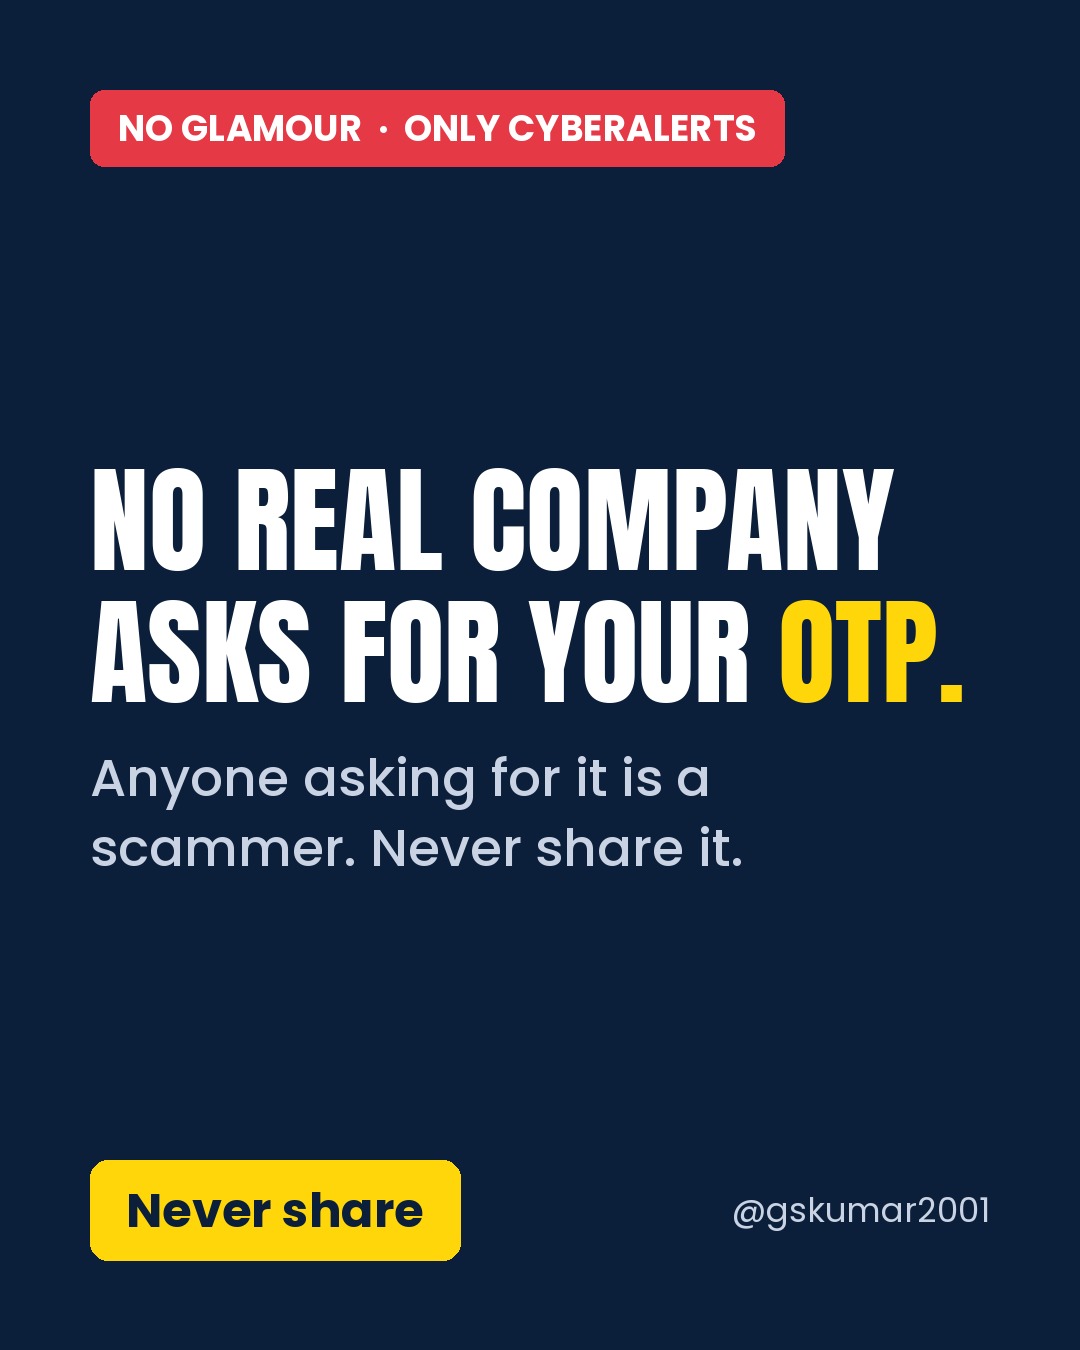 NO GLAMOUR · ONLY CYBERALERTS
NO REAL COMPANY
ASKS FOR YOUR OTP.
Anyone asking for it is a
scammer. Never share it.
Never share
@gskumar2001